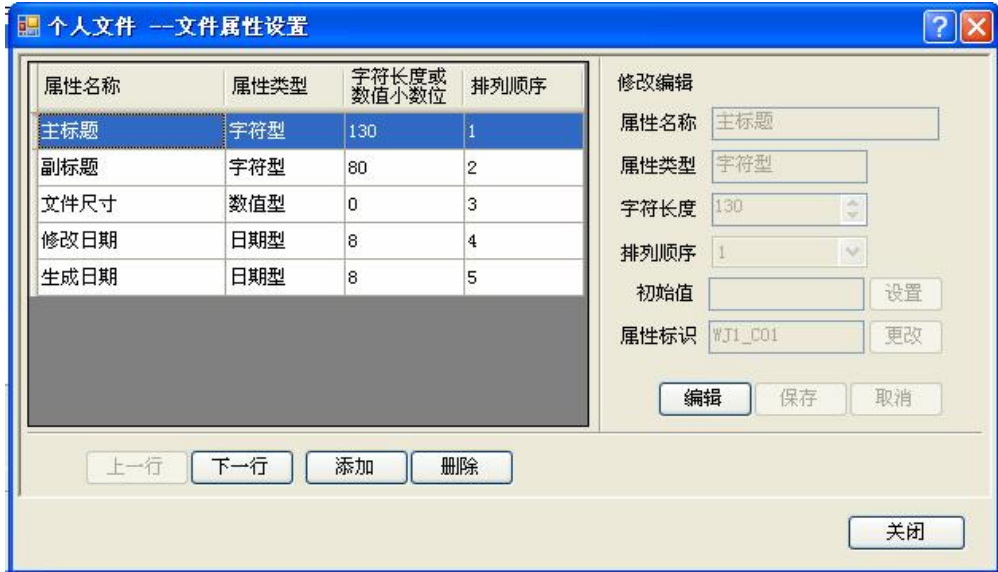 个人文件 --文件属性设置
属性名称 属性类型 字符长度或数值小数位 排列顺序
主标题 字符型 130 1
副标题 字符型 80 2
文件尺寸 数值型 0 3
修改日期 日期型 8 4
生成日期 日期型 8 5
修改编辑
属性名称 主标题
属性类型 字符型
字符长度 130
排列顺序 1
初始值 设置
属性标识 WJ1_C01 更改
编辑 保存 取消
上一行 下一行 添加 删除
关闭